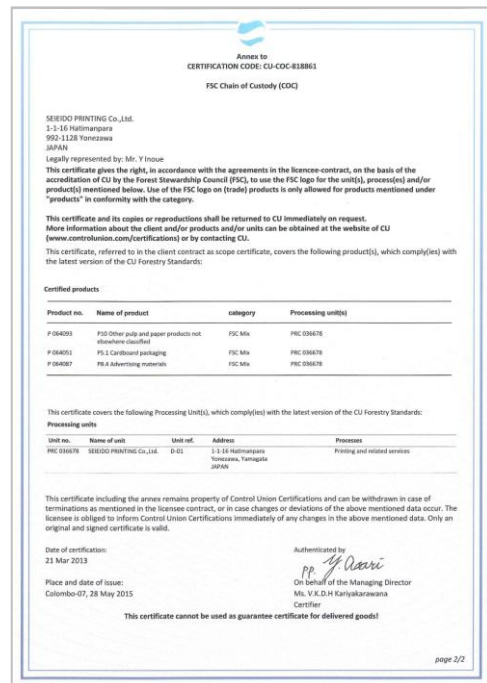 Annex to
CERTIFICATION CODE: CU-COC-818861
FSC Chain of Custody (COC)
SEIEIDO PRINTING Co.,Ltd.
1-1-16 Hatimanpara
992-1128 Yonezawa
JAPAN
Legally represented by: Mr. Y Inoue
This certificate gives the right, in accordance with the agreements in the licencee-contract, on the basis of the
accreditation of CU by the Forest Stewardship Council (FSC), to use the FSC logo for the unit(s), process(es) and/or
product(s) mentioned below. Use of the FSC logo on (trade) products is only allowed for products mentioned under
"products" in conformity with the category.
This certificate and its copies or reproductions shall be returned to CU immediately on request.
More information about the client and/or products and/or units can be obtained at the website of CU
(www.controlunion.com/certifications) or by contacting CU.
This certificate, referred to in the client contract as scope certificate, covers the following product(s), which comply(ies) with
the latest version of the CU Forestry Standards:
Certified products
Product no. Name of product category Processing unit(s)
P 064093 P10 Other pulp and paper products not elsewhere classified FSC Mix PRC 036678
P 064051 P5.1 Cardboard packaging FSC Mix PRC 036678
P 064087 P8.4 Advertising materials FSC Mix PRC 036678
This certificate covers the following Processing Unit(s), which comply(ies) with the latest version of the CU Forestry Standards:
Processing units
Unit no. Name of unit Unit ref. Address Processes
PRC 036678 SEIEIDO PRINTING Co.,Ltd. D-01 1-1-16 Hatimanpara Printing and related services
Yonezawa, Yamagata
JAPAN
This certificate including the annex remains property of Control Union Certifications and can be withdrawn in case of
terminations as mentioned in the licensee contract, or in case changes or deviations of the above mentioned data occur. The
licensee is obliged to inform Control Union Certifications immediately of any changes in the above mentioned data. Only an
original and signed certificate is valid.
Date of certification: Authenticated by
21 Mar 2013
pp. Y. Asari
Place and date of issue: On behalf of the Managing Director
Colombo-07, 28 May 2015 Ms. V.K.D.H Kariyakarawana
Certifier
This certificate cannot be used as guarantee certificate for delivered goods!
page 2/2